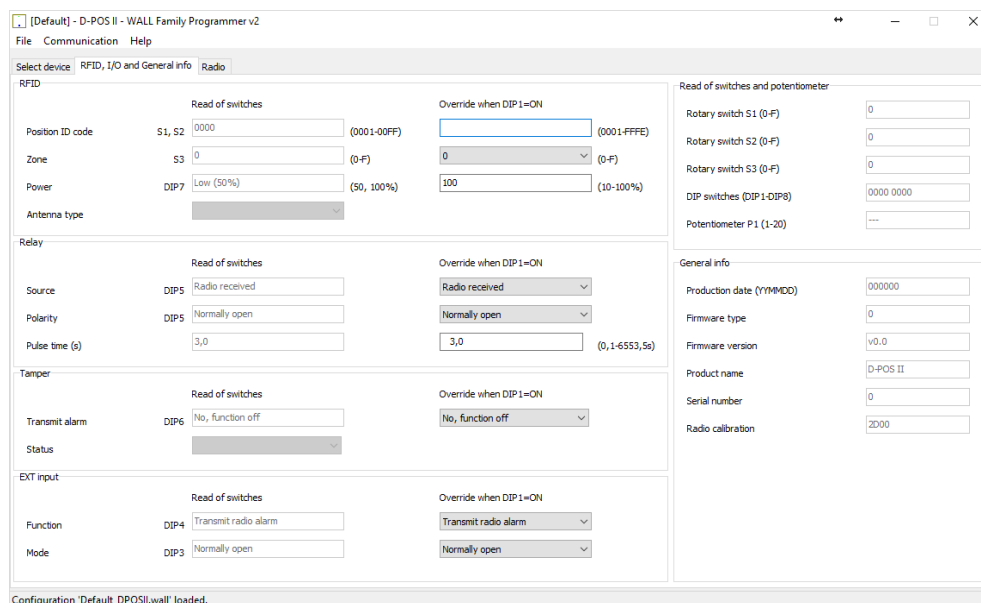 [Default] - D-POS II - WALL Family Programmer v2
File Communication Help
Select device RFID, I/O and General info Radio
RFID
Read of switches Override when DIP1=ON
Position ID code S1, S2 0000 (0001-00FF) (0001-FFFE)
Zone S3 0 (0-F) 0 (0-F)
Power DIP7 Low (50%) (50, 100%) 100 (10-100%)
Antenna type
Relay
Read of switches Override when DIP1=ON
Source DIP5 Radio received Radio received
Polarity DIP5 Normally open Normally open
Pulse time (s) 3,0 3,0 (0,1-6553,5s)
Tamper
Read of switches Override when DIP1=ON
Transmit alarm DIP6 No, function off No, function off
Status
EXT input
Read of switches Override when DIP1=ON
Function DIP4 Transmit radio alarm Transmit radio alarm
Mode DIP3 Normally open Normally open
Read of switches and potentiometer
Rotary switch S1 (0-F) 0
Rotary switch S2 (0-F) 0
Rotary switch S3 (0-F) 0
DIP switches (DIP1-DIP8) 0000 0000
Potentiometer P1 (1-20) ---
General info
Production date (YYMMDD) 000000
Firmware type 0
Firmware version v0.0
Product name D-POS II
Serial number 0
Radio calibration 2D00
Configuration 'Default_DPOSII.wall' loaded.